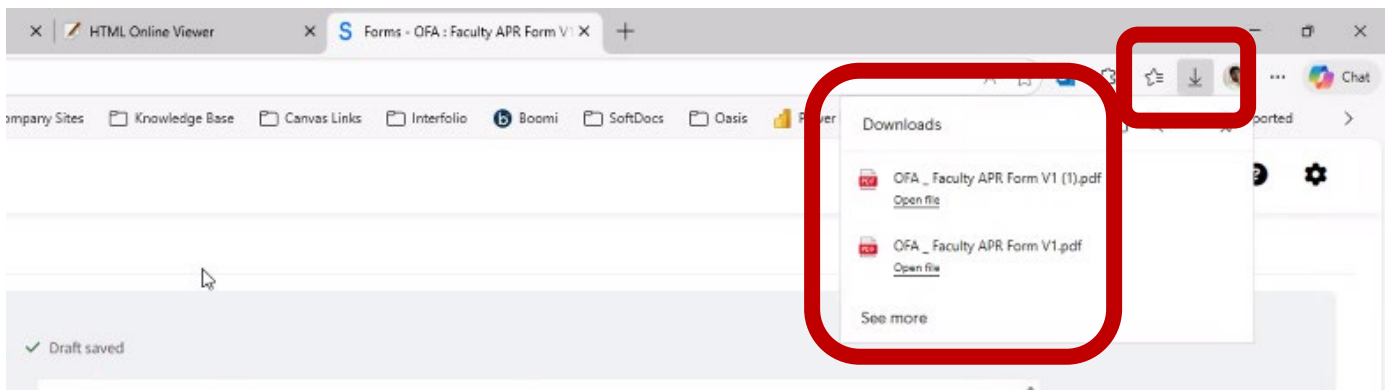 HTML Online Viewer Forms - OFA : Faculty APR Form V1
Chat
ompany Sites Knowledge Base Canvas Links Interfolio Boomi SoftDocs Oasis ported
Downloads
OFA _ Faculty APR Form V1 (1).pdf
Open file
OFA _ Faculty APR Form V1.pdf
Open file
See more
Draft saved